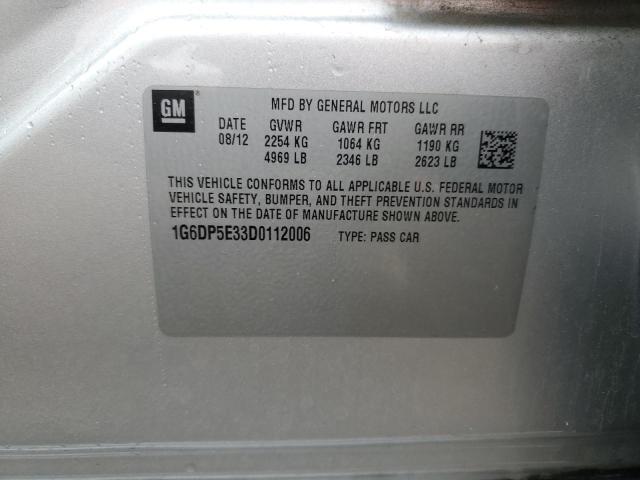 GM®
MFD BY GENERAL MOTORS LLC
DATE GVWR GAWR FRT GAWR RR
08/12 2254 KG 1064 KG 1190 KG
4969 LB 2346 LB 2623 LB
THIS VEHICLE CONFORMS TO ALL APPLICABLE U.S. FEDERAL MOTOR
VEHICLE SAFETY, BUMPER, AND THEFT PREVENTION STANDARDS IN
EFFECT ON THE DATE OF MANUFACTURE SHOWN ABOVE.
1G6DP5E33D0112006 TYPE: PASS CAR